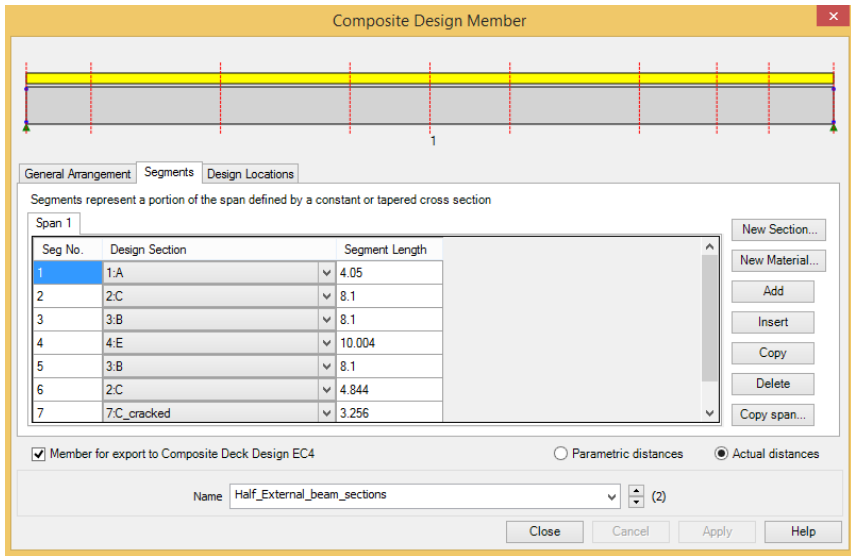 Composite Design Member
1
General Arrangement Segments Design Locations
Segments represent a portion of the span defined by a constant or tapered cross section
Span 1
Seg No. Design Section Segment Length
1 1:A 4.05
2 2:C 8.1
3 3:B 8.1
4 4:E 10.004
5 3:B 8.1
6 2:C 4.844
7 7:C_cracked 3.256
New Section...
New Material...
Add
Insert
Copy
Delete
Copy span...
Member for export to Composite Deck Design EC4 Parametric distances Actual distances
Name Half_External_beam_sections (2)
Close Cancel Apply Help